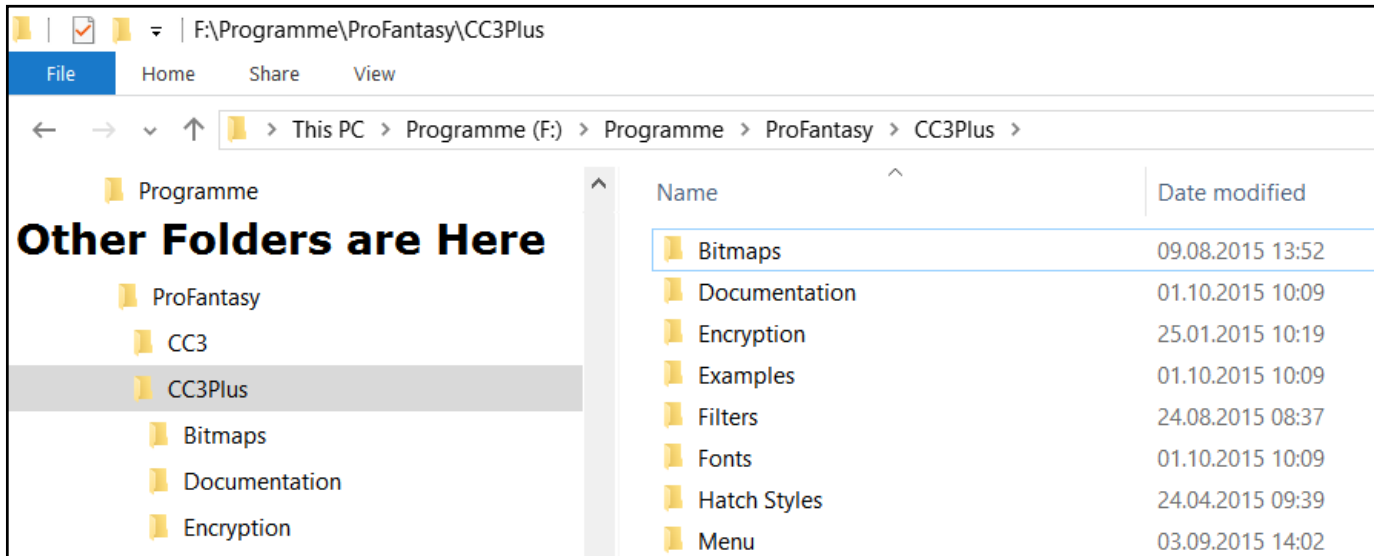 F:\Programme\ProFantasy\CC3Plus
File Home Share View
This PC > Programme (F:) > Programme > ProFantasy > CC3Plus >
Programme
Other Folders are Here
ProFantasy
CC3
CC3Plus
Bitmaps
Documentation
Encryption
Name Date modified
Bitmaps 09.08.2015 13:52
Documentation 01.10.2015 10:09
Encryption 25.01.2015 10:19
Examples 01.10.2015 10:09
Filters 24.08.2015 08:37
Fonts 01.10.2015 10:09
Hatch Styles 24.04.2015 09:39
Menu 03.09.2015 14:02